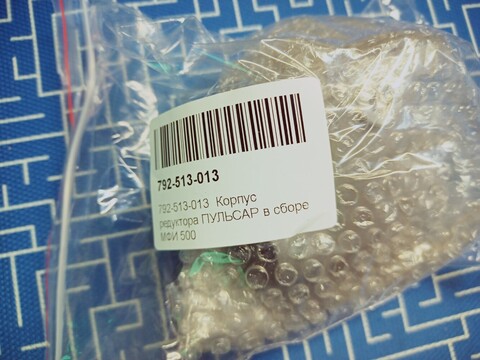 792-513-013
792-513-013 Корпус
редуктора ПУЛЬСАР в сборе
МФИ 500